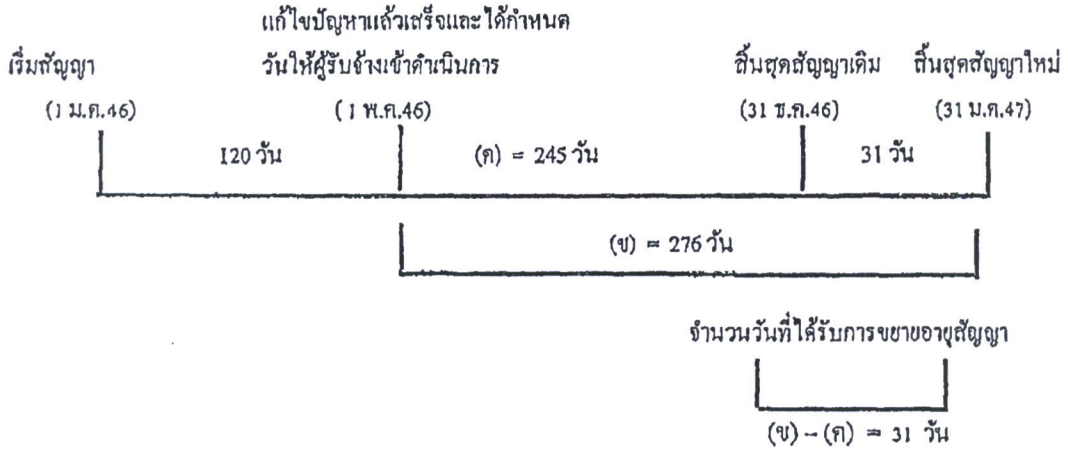 แก้ไขปัญหาแล้วเสร็จและได้กำหนด
เริ่มสัญญา วันให้ผู้รับจ้างเข้าดำเนินการ สิ้นสุดสัญญาเดิม สิ้นสุดสัญญาใหม่
(1 ม.ค.46) (1 พ.ค.46) (31 ธ.ค.46) (31 ม.ค.47)
120 วัน (ค) = 245 วัน 31 วัน
(ข) = 276 วัน
จำนวนวันที่ได้รับการขยายอายุสัญญา
(ข) – (ค) = 31 วัน